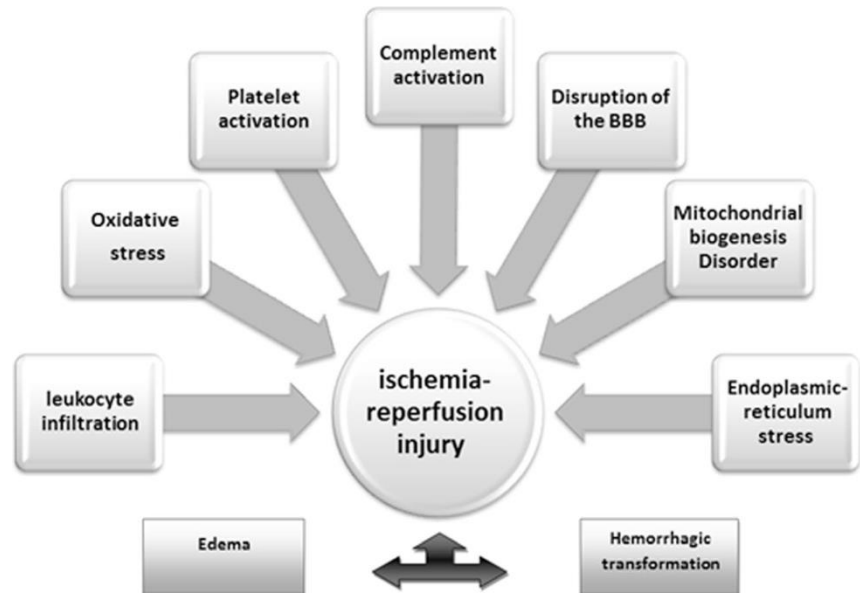 Complement
activation
Platelet
activation
Disruption of
the BBB
Oxidative
stress
Mitochondrial
biogenesis
Disorder
leukocyte
infiltration
ischemia-
reperfusion
injury
Endoplasmic-
reticulum
stress
Edema
Hemorrhagic
transformation